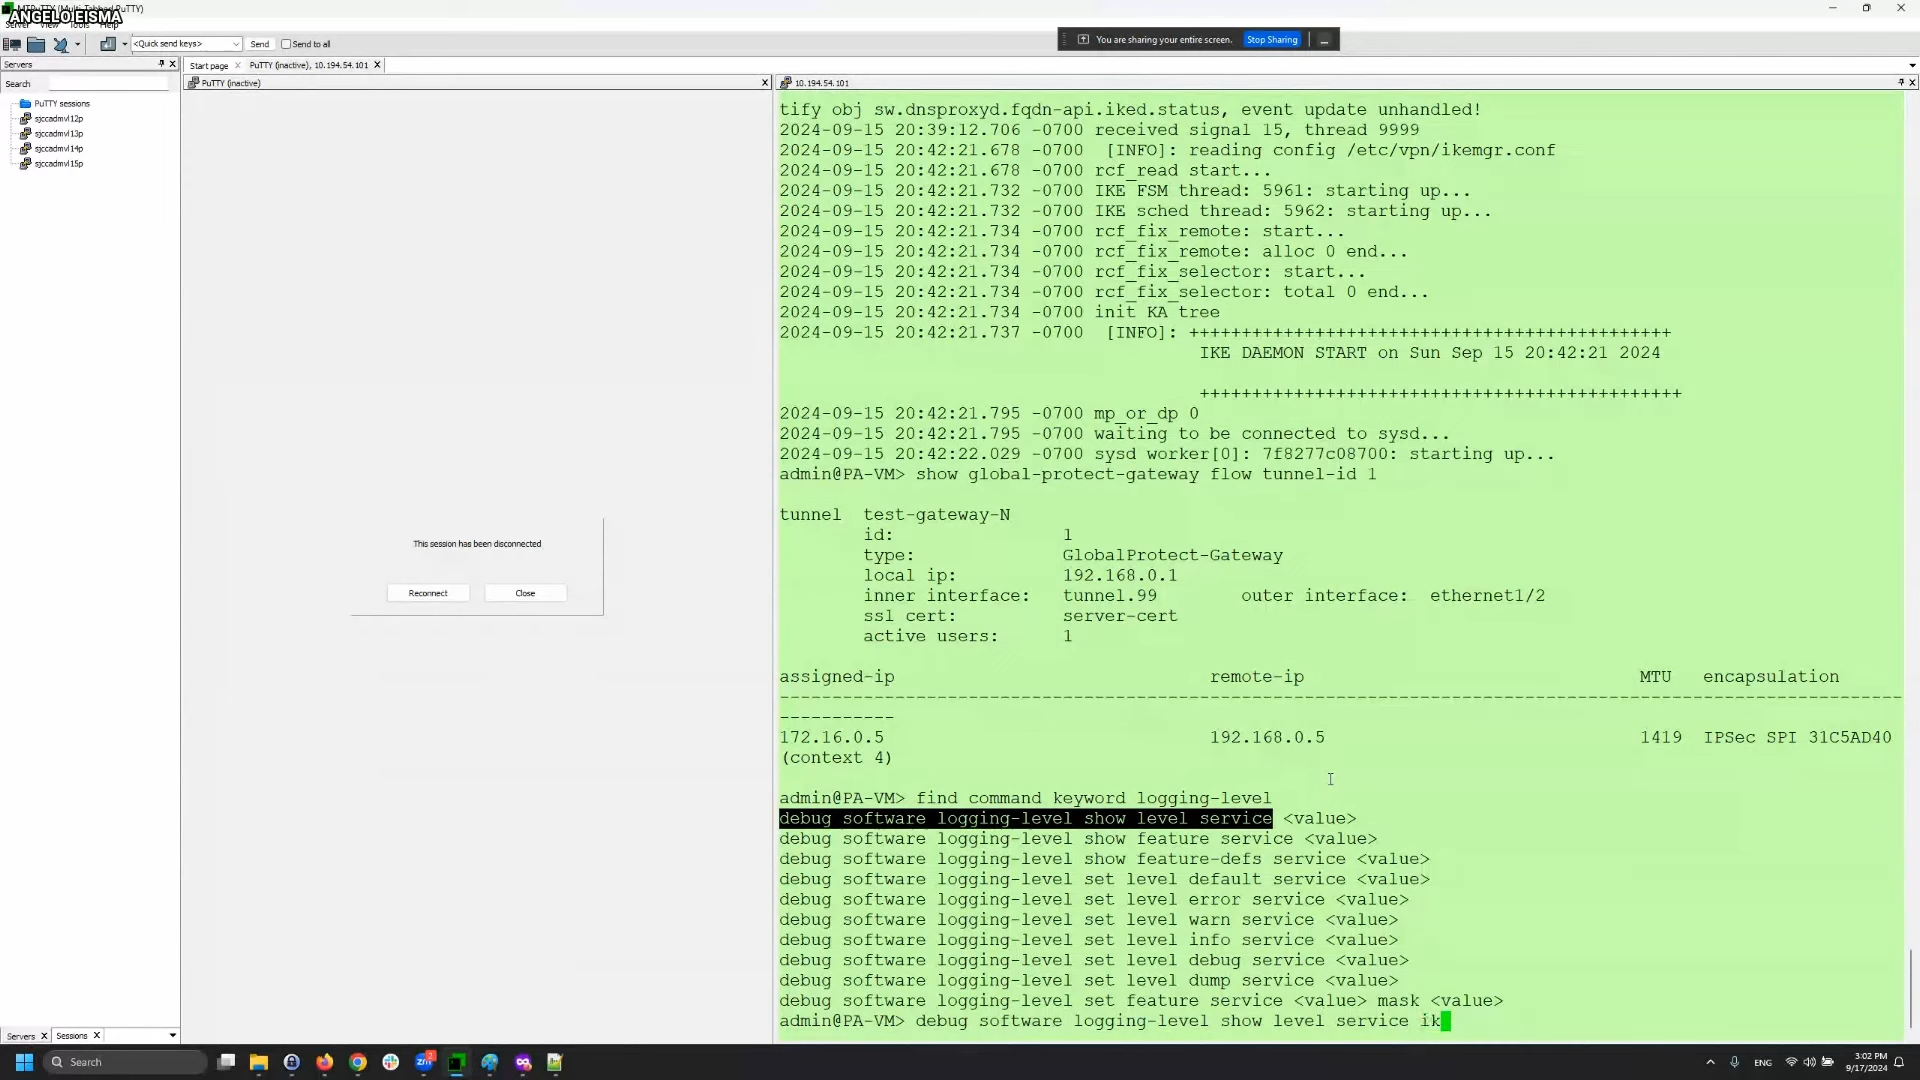 MTPuTTY (Multi-Tabbed PuTTY)
ANGELO EISMA
Server View Tools Help
<Quick send keys> Send Send to all
You are sharing your entire screen. Stop Sharing
Servers
Start page PuTTY (inactive), 10.194.54.101
Search
PuTTY (inactive)
10.194.54.101
PuTTY sessions
sjccadmvl12p
sjccadmvl13p
sjccadmvl14p
sjccadmvl15p
This session has been disconnected
Reconnect Close
tify obj sw.dnsproxyd.fqdn-api.iked.status, event update unhandled!
2024-09-15 20:39:12.706 -0700 received signal 15, thread 9999
2024-09-15 20:42:21.678 -0700  [INFO]: reading config /etc/vpn/ikemgr.conf
2024-09-15 20:42:21.678 -0700 rcf_read start...
2024-09-15 20:42:21.732 -0700 IKE FSM thread: 5961: starting up...
2024-09-15 20:42:21.732 -0700 IKE sched thread: 5962: starting up...
2024-09-15 20:42:21.734 -0700 rcf_fix_remote: start...
2024-09-15 20:42:21.734 -0700 rcf_fix_remote: alloc 0 end...
2024-09-15 20:42:21.734 -0700 rcf_fix_selector: start...
2024-09-15 20:42:21.734 -0700 rcf_fix_selector: total 0 end...
2024-09-15 20:42:21.734 -0700 init KA tree
2024-09-15 20:42:21.737 -0700  [INFO]: ++++++++++++++++++++++++++++++++++++++++++++++
IKE DAEMON START on Sun Sep 15 20:42:21 2024
++++++++++++++++++++++++++++++++++++++++++++++
2024-09-15 20:42:21.795 -0700 mp_or_dp 0
2024-09-15 20:42:21.795 -0700 waiting to be connected to sysd...
2024-09-15 20:42:22.029 -0700 sysd worker[0]: 7f8277c08700: starting up...
admin@PA-VM> show global-protect-gateway flow tunnel-id 1
tunnel  test-gateway-N
id: 1
type: GlobalProtect-Gateway
local ip: 192.168.0.1
inner interface: tunnel.99 outer interface: ethernet1/2
ssl cert: server-cert
active users: 1
assigned-ip remote-ip MTU encapsulation
-----------------------------------------------------------------------------------------------------------
-----------
172.16.0.5 192.168.0.5 1419 IPSec SPI 31C5AD40
(context 4)
admin@PA-VM> find command keyword logging-level
debug software logging-level show level service <value>
debug software logging-level show feature service <value>
debug software logging-level show feature-defs service <value>
debug software logging-level set level default service <value>
debug software logging-level set level error service <value>
debug software logging-level set level warn service <value>
debug software logging-level set level info service <value>
debug software logging-level set level debug service <value>
debug software logging-level set level dump service <value>
debug software logging-level set feature service <value> mask <value>
admin@PA-VM> debug software logging-level show level service ik
Servers Sessions
Search
ENG
3:02 PM
9/17/2024